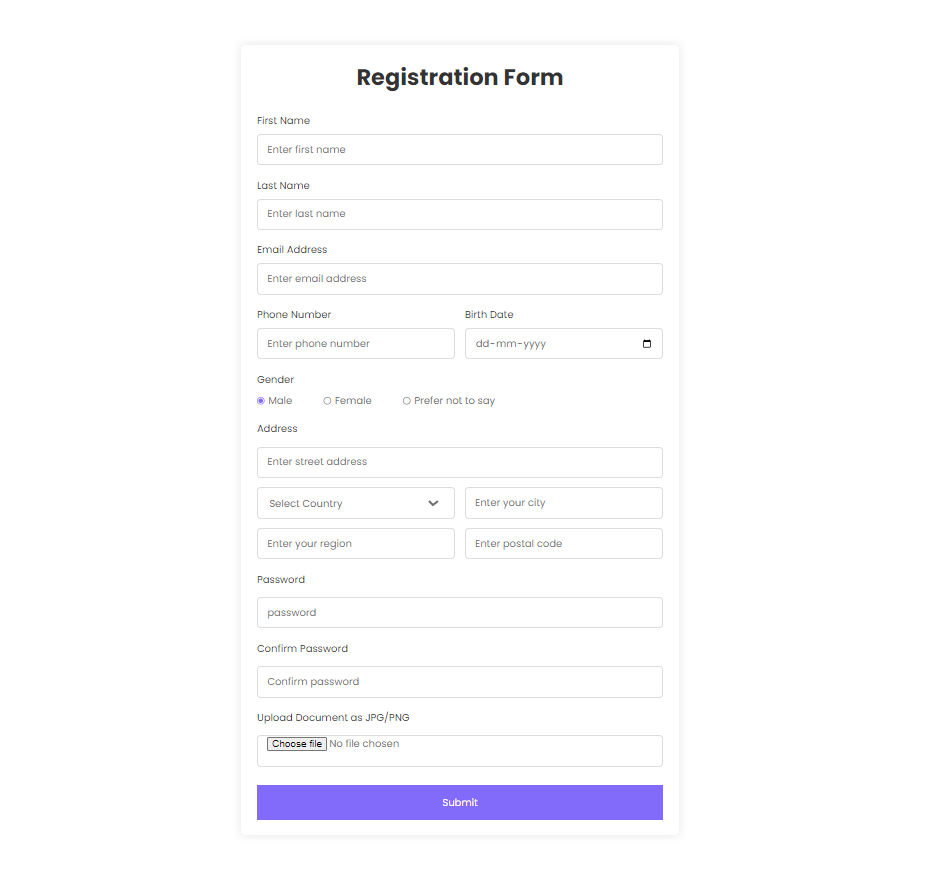 Registration Form
First Name
Enter first name
Last Name
Enter last name
Email Address
Enter email address
Phone Number Birth Date
Enter phone number dd-mm-yyyy
Gender
Male Female Prefer not to say
Address
Enter street address
Select Country Enter your city
Enter your region Enter postal code
Password
password
Confirm Password
Confirm password
Upload Document as JPG/PNG
Choose file No file chosen
Submit